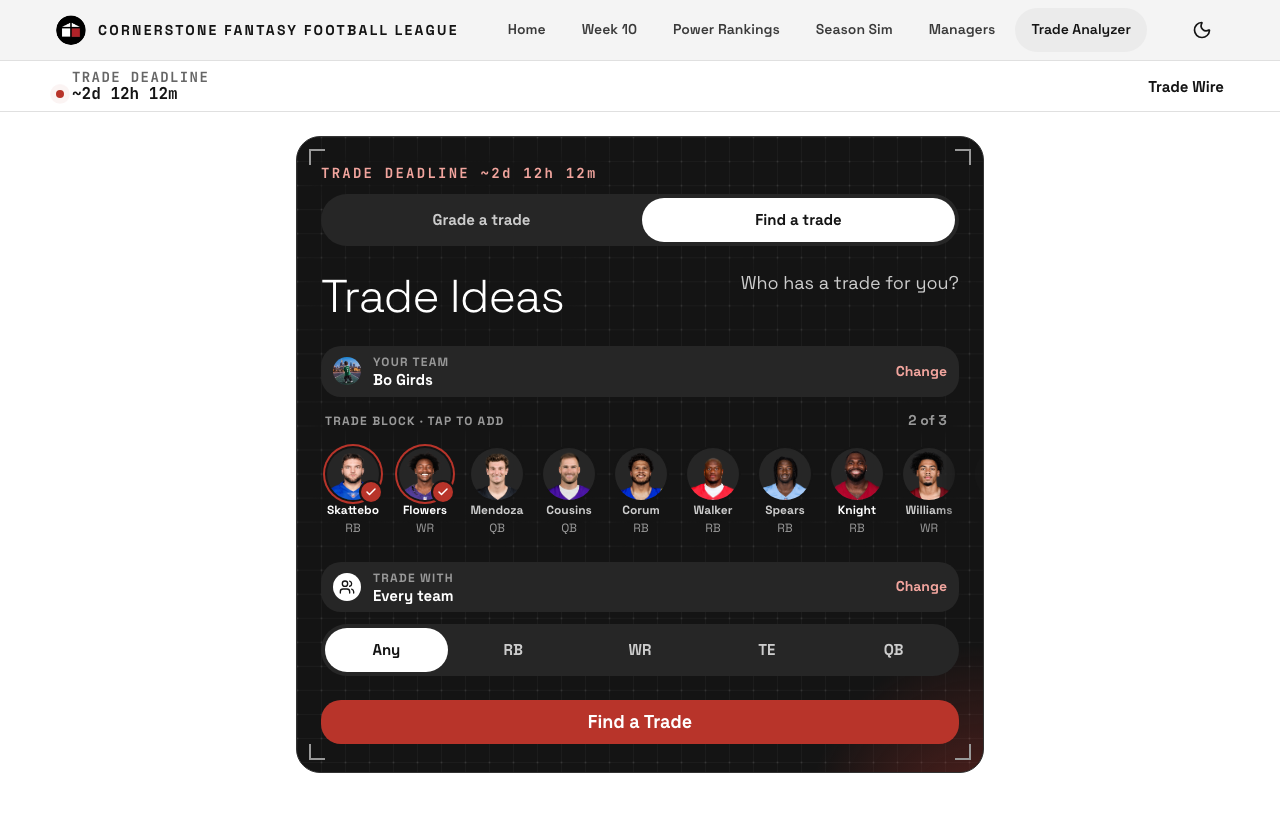 CORNERSTONE FANTASY FOOTBALL LEAGUE
Home
Week 10
Power Rankings
Season Sim
Managers
Trade Analyzer
TRADE DEADLINE
~2d 12h 12m
Trade Wire
TRADE DEADLINE ~2d 12h 12m
Grade a trade
Find a trade
Trade Ideas
Who has a trade for you?
YOUR TEAM
Bo Girds
Change
TRADE BLOCK · TAP TO ADD
2 of 3
Skattebo
RB
Flowers
WR
Mendoza
QB
Cousins
QB
Corum
RB
Walker
RB
Spears
RB
Knight
RB
Williams
WR
TRADE WITH
Every team
Change
Any
RB
WR
TE
QB
Find a Trade